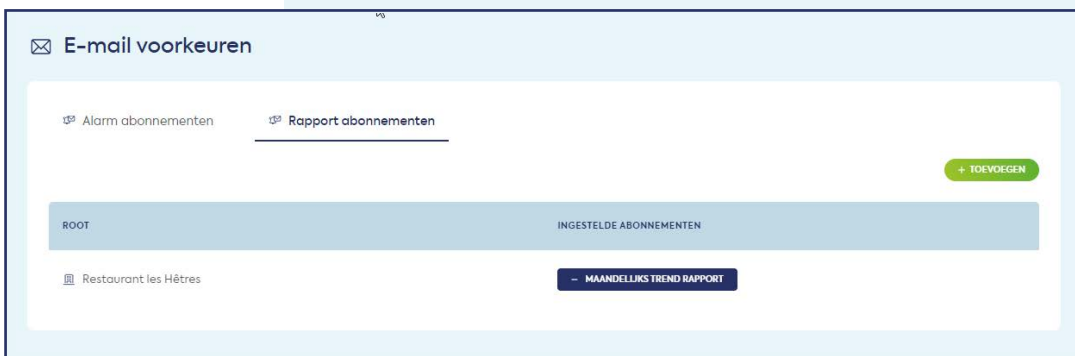 E-mail voorkeuren
Alarm abonnementen Rapport abonnementen
+ TOEVOEGEN
ROOT INGESTELDE ABONNEMENTEN
Restaurant les Hêtres – MAANDELIJKS TREND RAPPORT